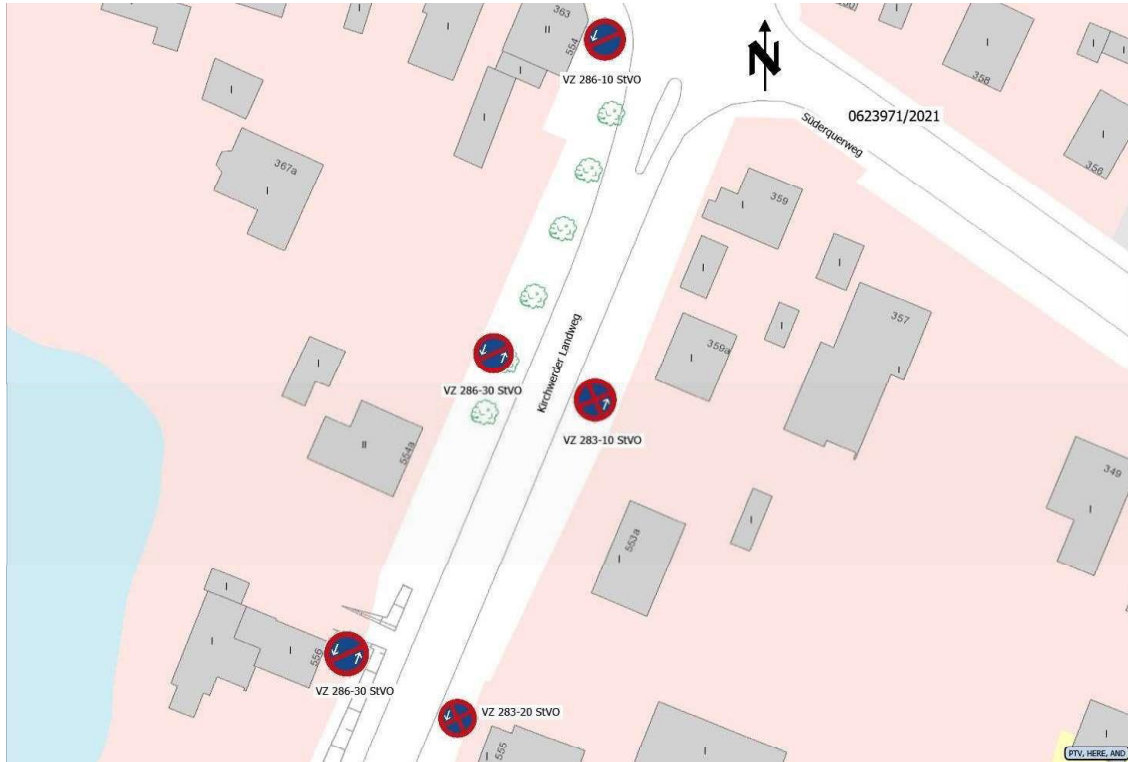 363
II
554
VZ 286-10 StVO
N
0623971/2021
Süderquerweg
358
I
356
I
I
I
I
I
I
I
367a
I
359
I
I
I
357
I
359a
I
I
Kirchwerder Landweg
VZ 286-30 StVO
VZ 283-10 StVO
I
II
554a
349
I
I
553a
I
I
I
I
556
VZ 286-30 StVO
VZ 283-20 StVO
I
555
I
I
PTV, HERE, AND